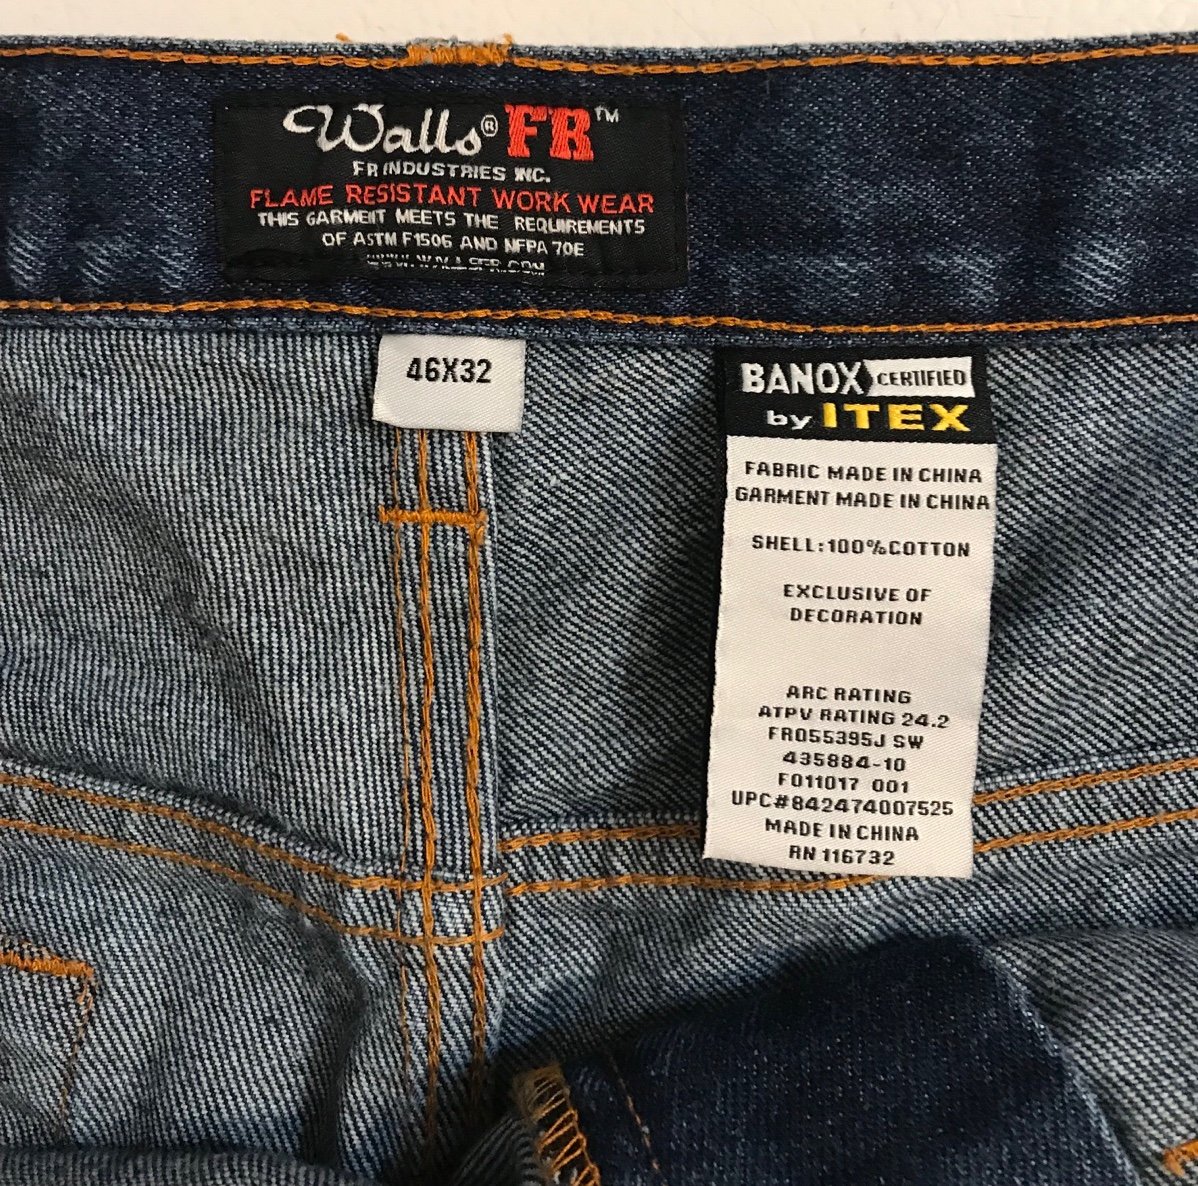 Walls® FR™
FR INDUSTRIES INC.
FLAME RESISTANT WORK WEAR
THIS GARMENT MEETS THE REQUIREMENTS
OF ASTM F1506 AND NFPA 70E
46X32
BANOX CERTIFIED
by ITEX
FABRIC MADE IN CHINA
GARMENT MADE IN CHINA
SHELL:100%COTTON
EXCLUSIVE OF
DECORATION
ARC RATING
ATPV RATING 24.2
FR055395J SW
435884-10
F011017 001
UPC#842474007525
MADE IN CHINA
RN 116732